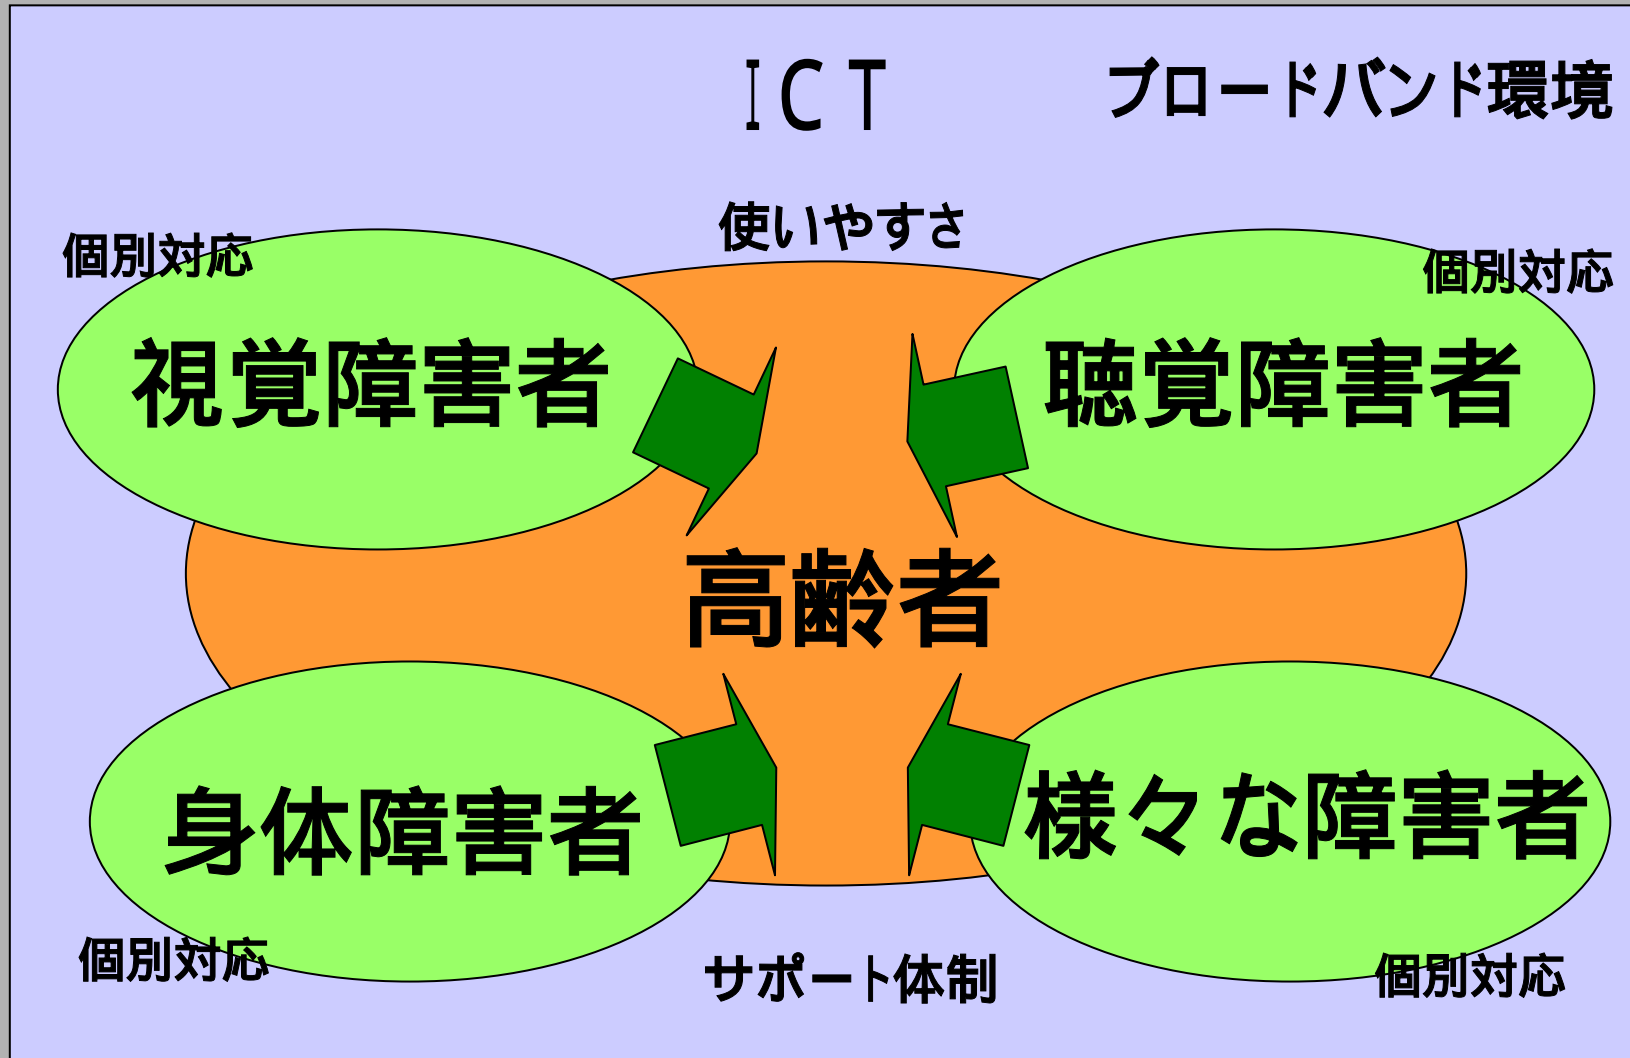 ICT
ブロードバンド環境
使いやすさ
個別対応
個別対応
視覚障害者
聴覚障害者
高齢者
身体障害者
様々な障害者
個別対応
サポート体制
個別対応